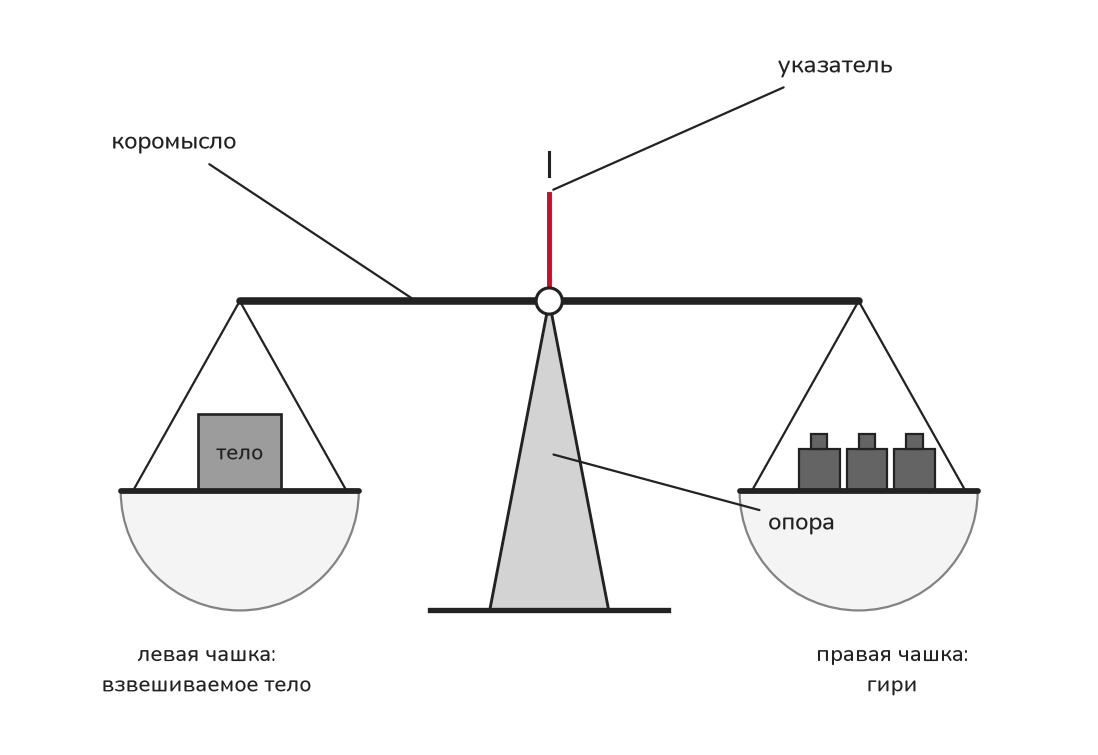 указатель
коромысло
тело
опора
левая чашка:
взвешиваемое тело
правая чашка:
гири